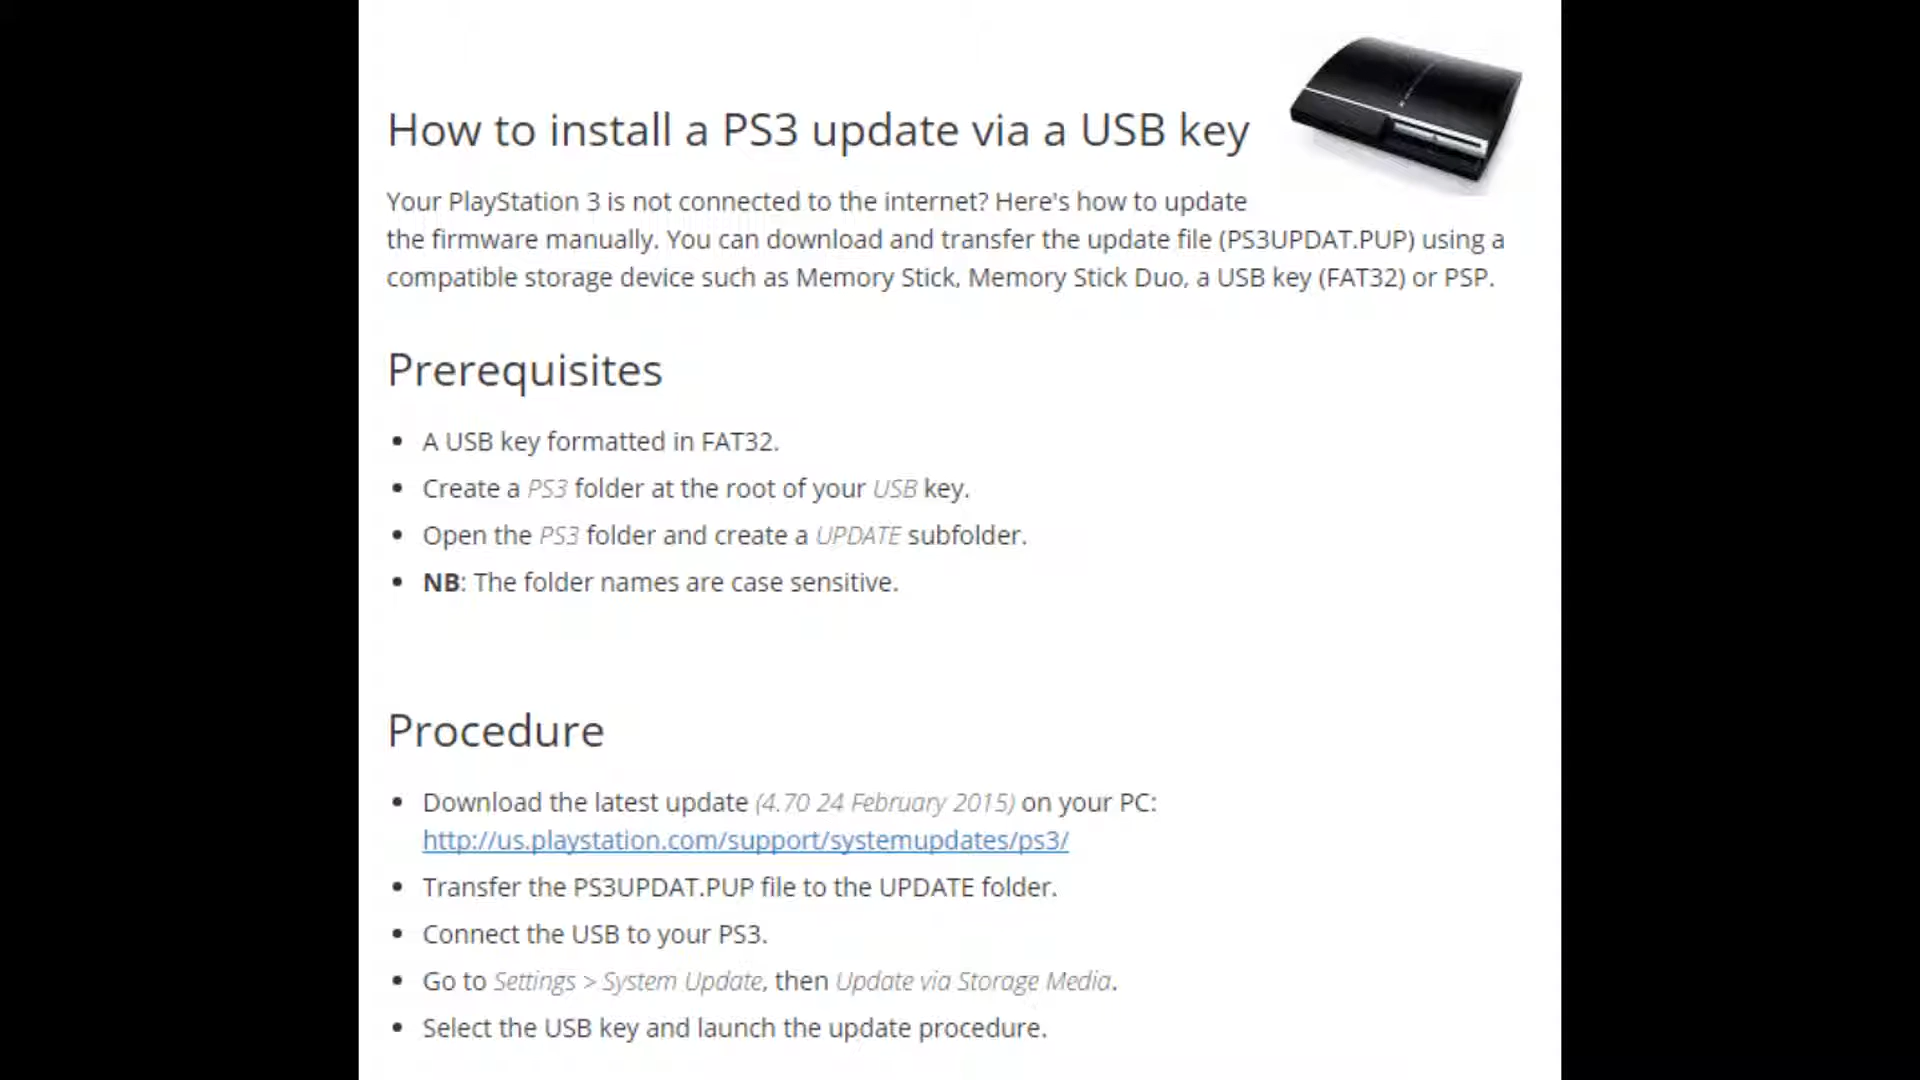 How to install a PS3 update via a USB key
Your PlayStation 3 is not connected to the internet? Here's how to update
the firmware manually. You can download and transfer the update file (PS3UPDAT.PUP) using a
compatible storage device such as Memory Stick, Memory Stick Duo, a USB key (FAT32) or PSP.
Prerequisites
• A USB key formatted in FAT32.
• Create a PS3 folder at the root of your USB key.
• Open the PS3 folder and create a UPDATE subfolder.
• NB: The folder names are case sensitive.
Procedure
• Download the latest update (4.70 24 February 2015) on your PC:
http://us.playstation.com/support/systemupdates/ps3/
• Transfer the PS3UPDAT.PUP file to the UPDATE folder.
• Connect the USB to your PS3.
• Go to Settings > System Update, then Update via Storage Media.
• Select the USB key and launch the update procedure.